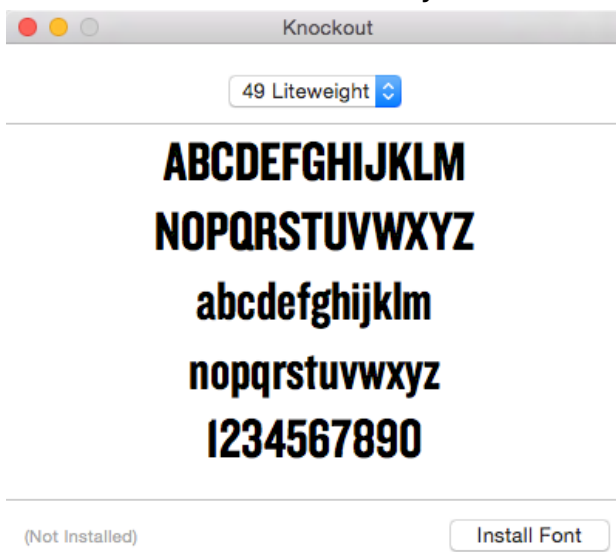 Knockout
49 Liteweight
ABCDEFGHIJKLM
NOPQRSTUVWXYZ
abcdefghijklm
nopqrstuvwxyz
1234567890
(Not Installed)
Install Font